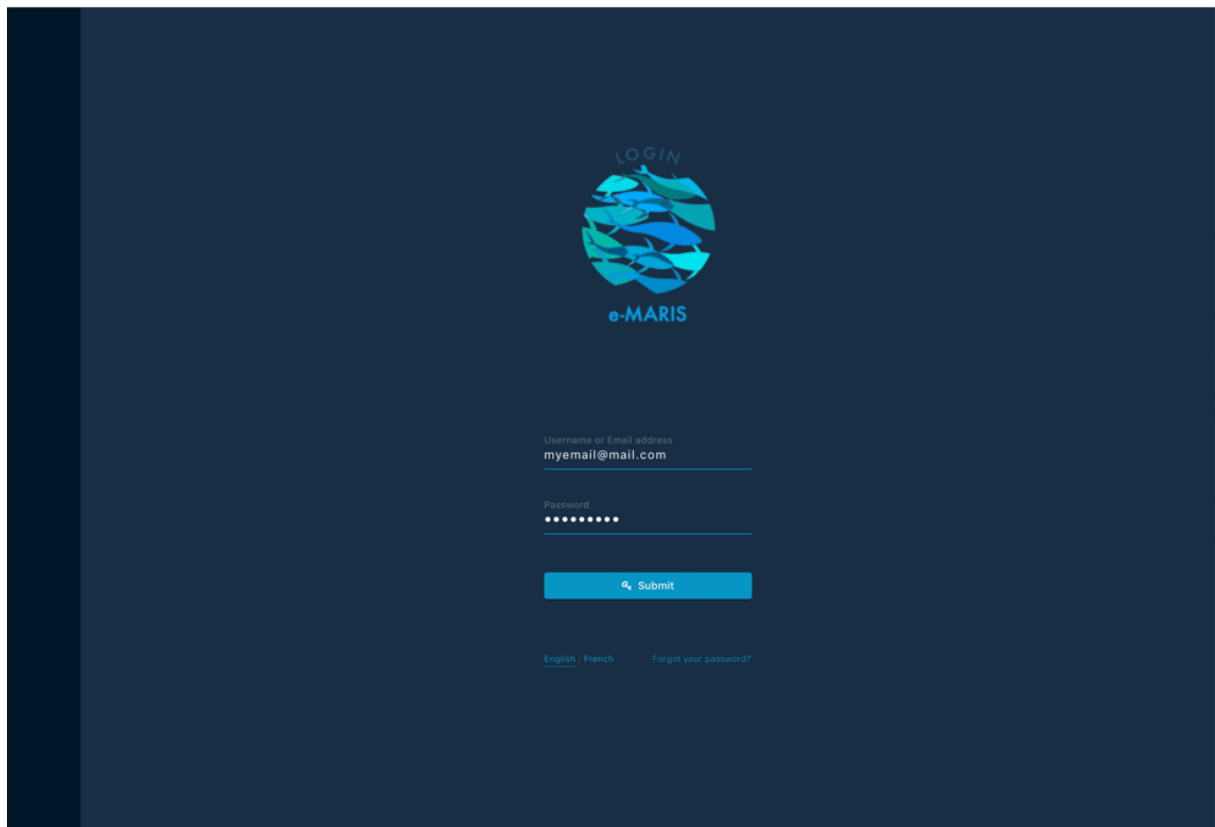 LOGIN
e-MARIS
Username or Email address
myemail@mail.com
Password
•••••••••
Submit
English / French Forgot your password?